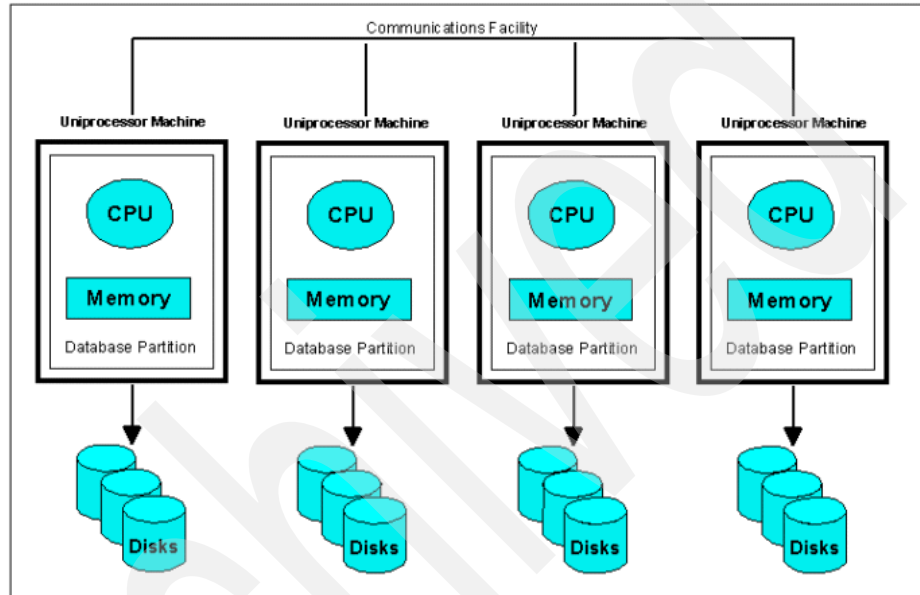 Communications Facility
Uniprocessor Machine Uniprocessor Machine Uniprocessor Machine Uniprocessor Machine
CPU CPU CPU CPU
Memory Memory Memory Memory
Database Partition Database Partition Database Partition Database Partition
Disks Disks Disks Disks